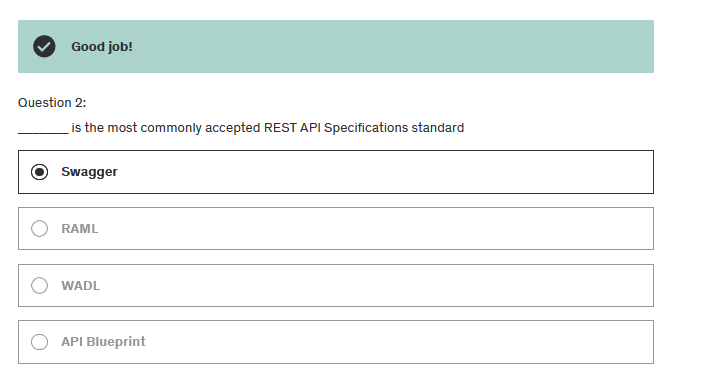 Good job!
Question 2:
_______ is the most commonly accepted REST API Specifications standard
Swagger
RAML
WADL
API Blueprint